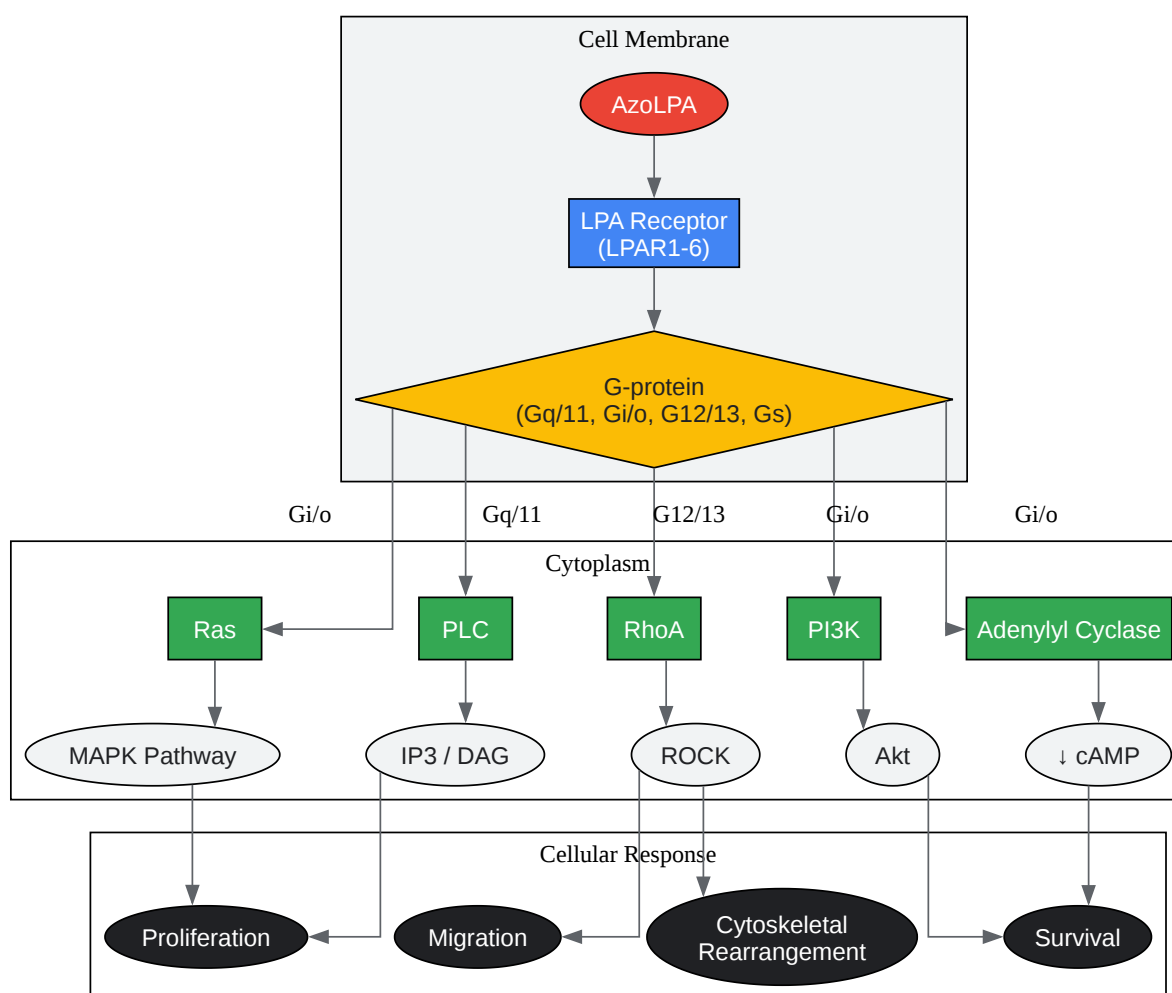 Cell Membrane
AzoLPA
LPA Receptor
(LPAR1-6)
G-protein
(Gq/11, Gi/o, G12/13, Gs)
Gi/o
Gq/11
G12/13
Gi/o
Gi/o
Cytoplasm
Ras
PLC
RhoA
PI3K
Adenylyl Cyclase
MAPK Pathway
IP3 / DAG
ROCK
Akt
↓ cAMP
Cellular Response
Proliferation
Migration
Cytoskeletal
Rearrangement
Survival